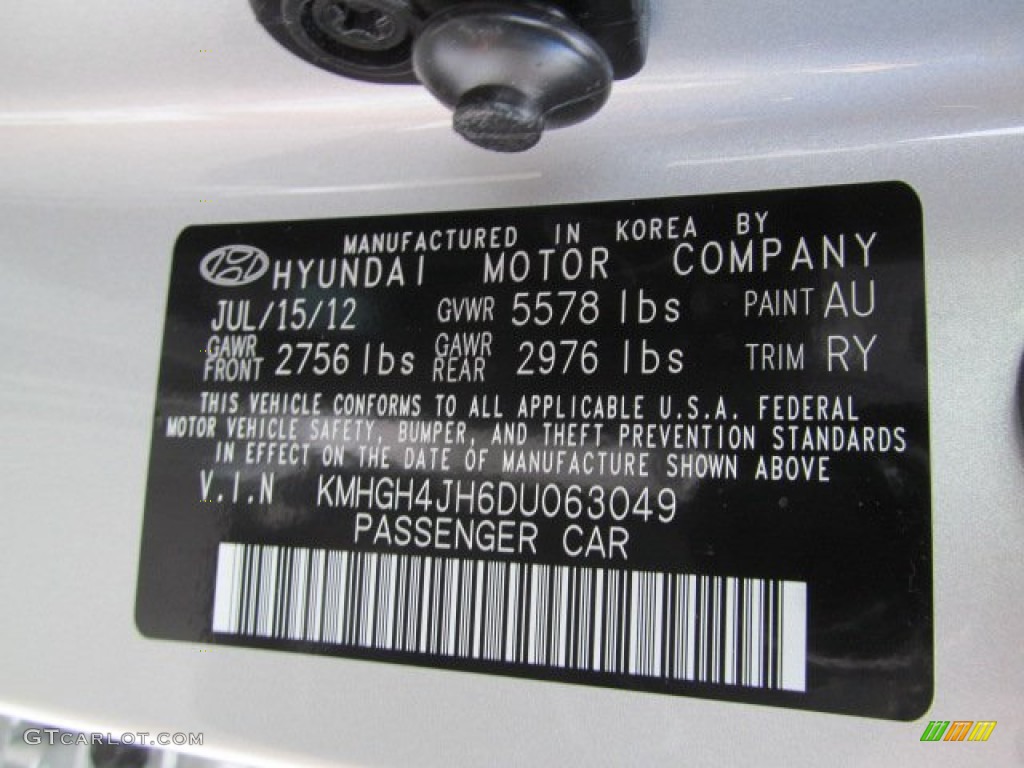 MANUFACTURED IN KOREA BY
HYUNDAI MOTOR COMPANY
JUL/15/12 GVWR 5578 lbs PAINT AU
GAWR FRONT 2756 lbs GAWR REAR 2976 lbs TRIM RY
THIS VEHICLE CONFORMS TO ALL APPLICABLE U.S.A. FEDERAL
MOTOR VEHICLE SAFETY, BUMPER, AND THEFT PREVENTION STANDARDS
IN EFFECT ON THE DATE OF MANUFACTURE SHOWN ABOVE
V.I.N KMHGH4JH6DU063049
PASSENGER CAR
GTCARLOT.COM